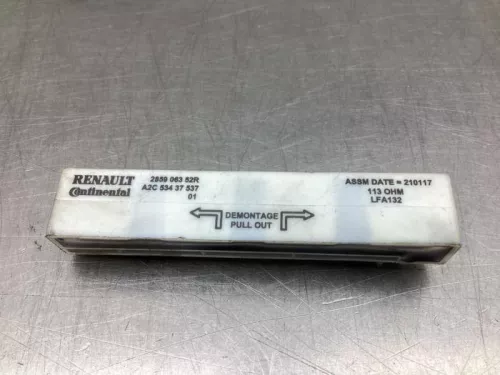 RENAULT
Continental
2859 063 52R
A2C 534 37 537
01
DEMONTAGE
PULL OUT
ASSM DATE = 210117
113 OHM
LFA132